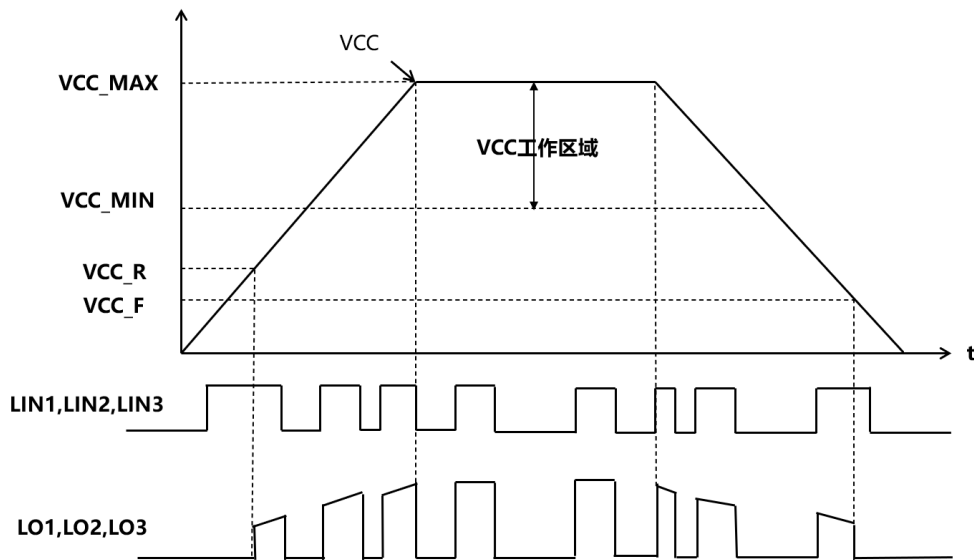 VCC
VCC_MAX
VCC工作区域
VCC_MIN
VCC_R
VCC_F
t
LIN1,LIN2,LIN3
LO1,LO2,LO3